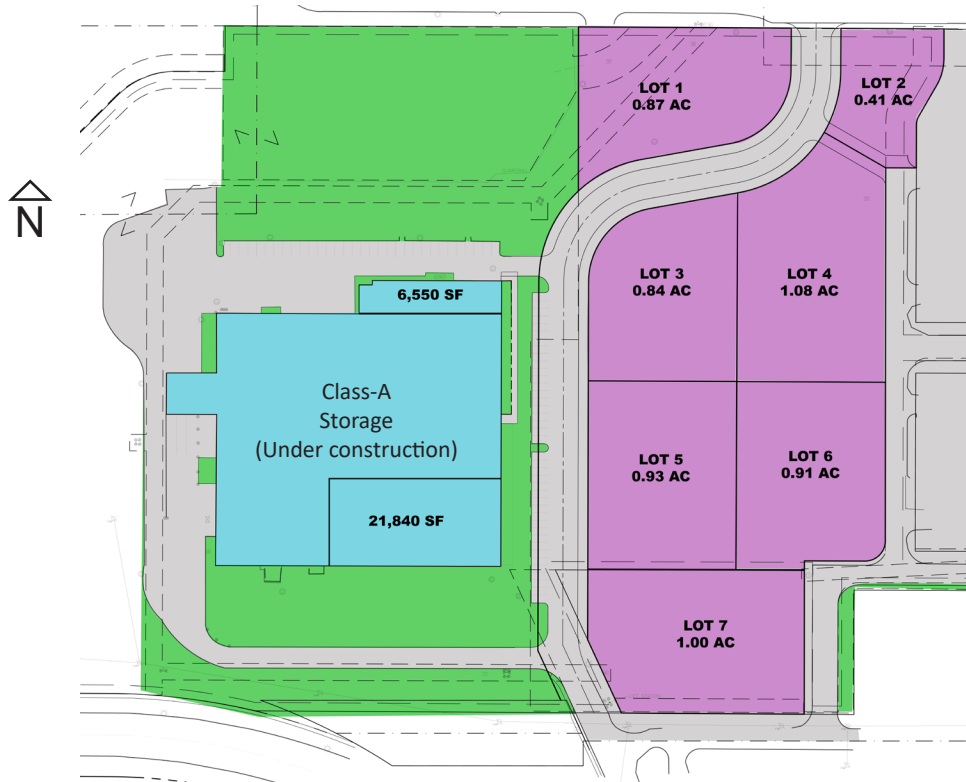 LOT 1
0.87 AC
LOT 2
0.41 AC
N
LOT 3
0.84 AC
LOT 4
1.08 AC
6,550 SF
Class-A
Storage
(Under construction)
LOT 5
0.93 AC
LOT 6
0.91 AC
21,840 SF
LOT 7
1.00 AC